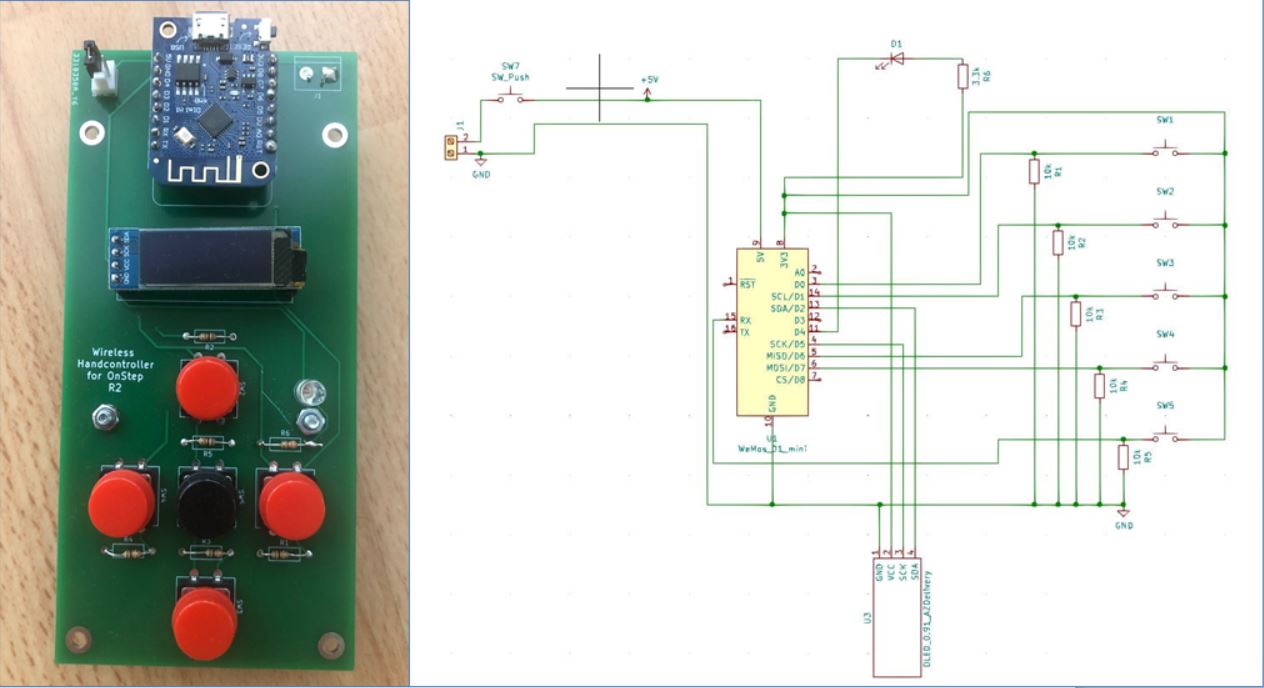 J1
Wireless
Handcontroller
for OnStep
R2
R2
SW2
R5
R6
SW4
R4
R3
R1
SW3
GND VCC SCK SDA
SW7
SW_Push
+5V
D1
3.3k
R6
J1
2
1
GND
SW1
10k
R1
SW2
10k
R2
SW3
10k
R3
SW4
10k
R4
SW5
10k
R5
9
8
5V
3V3
1
RST
A0
2
D0
3
SCL/D1
14
SDA/D2
13
15
RX
D3
12
16
TX
D4
11
SCK/D5
4
MISO/D6
5
MOSI/D7
6
CS/D8
7
GND
10
U1
WeMos_D1_mini
GND
1
2
3
4
GND
VCC
SCK
SDA
U3
OLED_0.91_AZDelivery